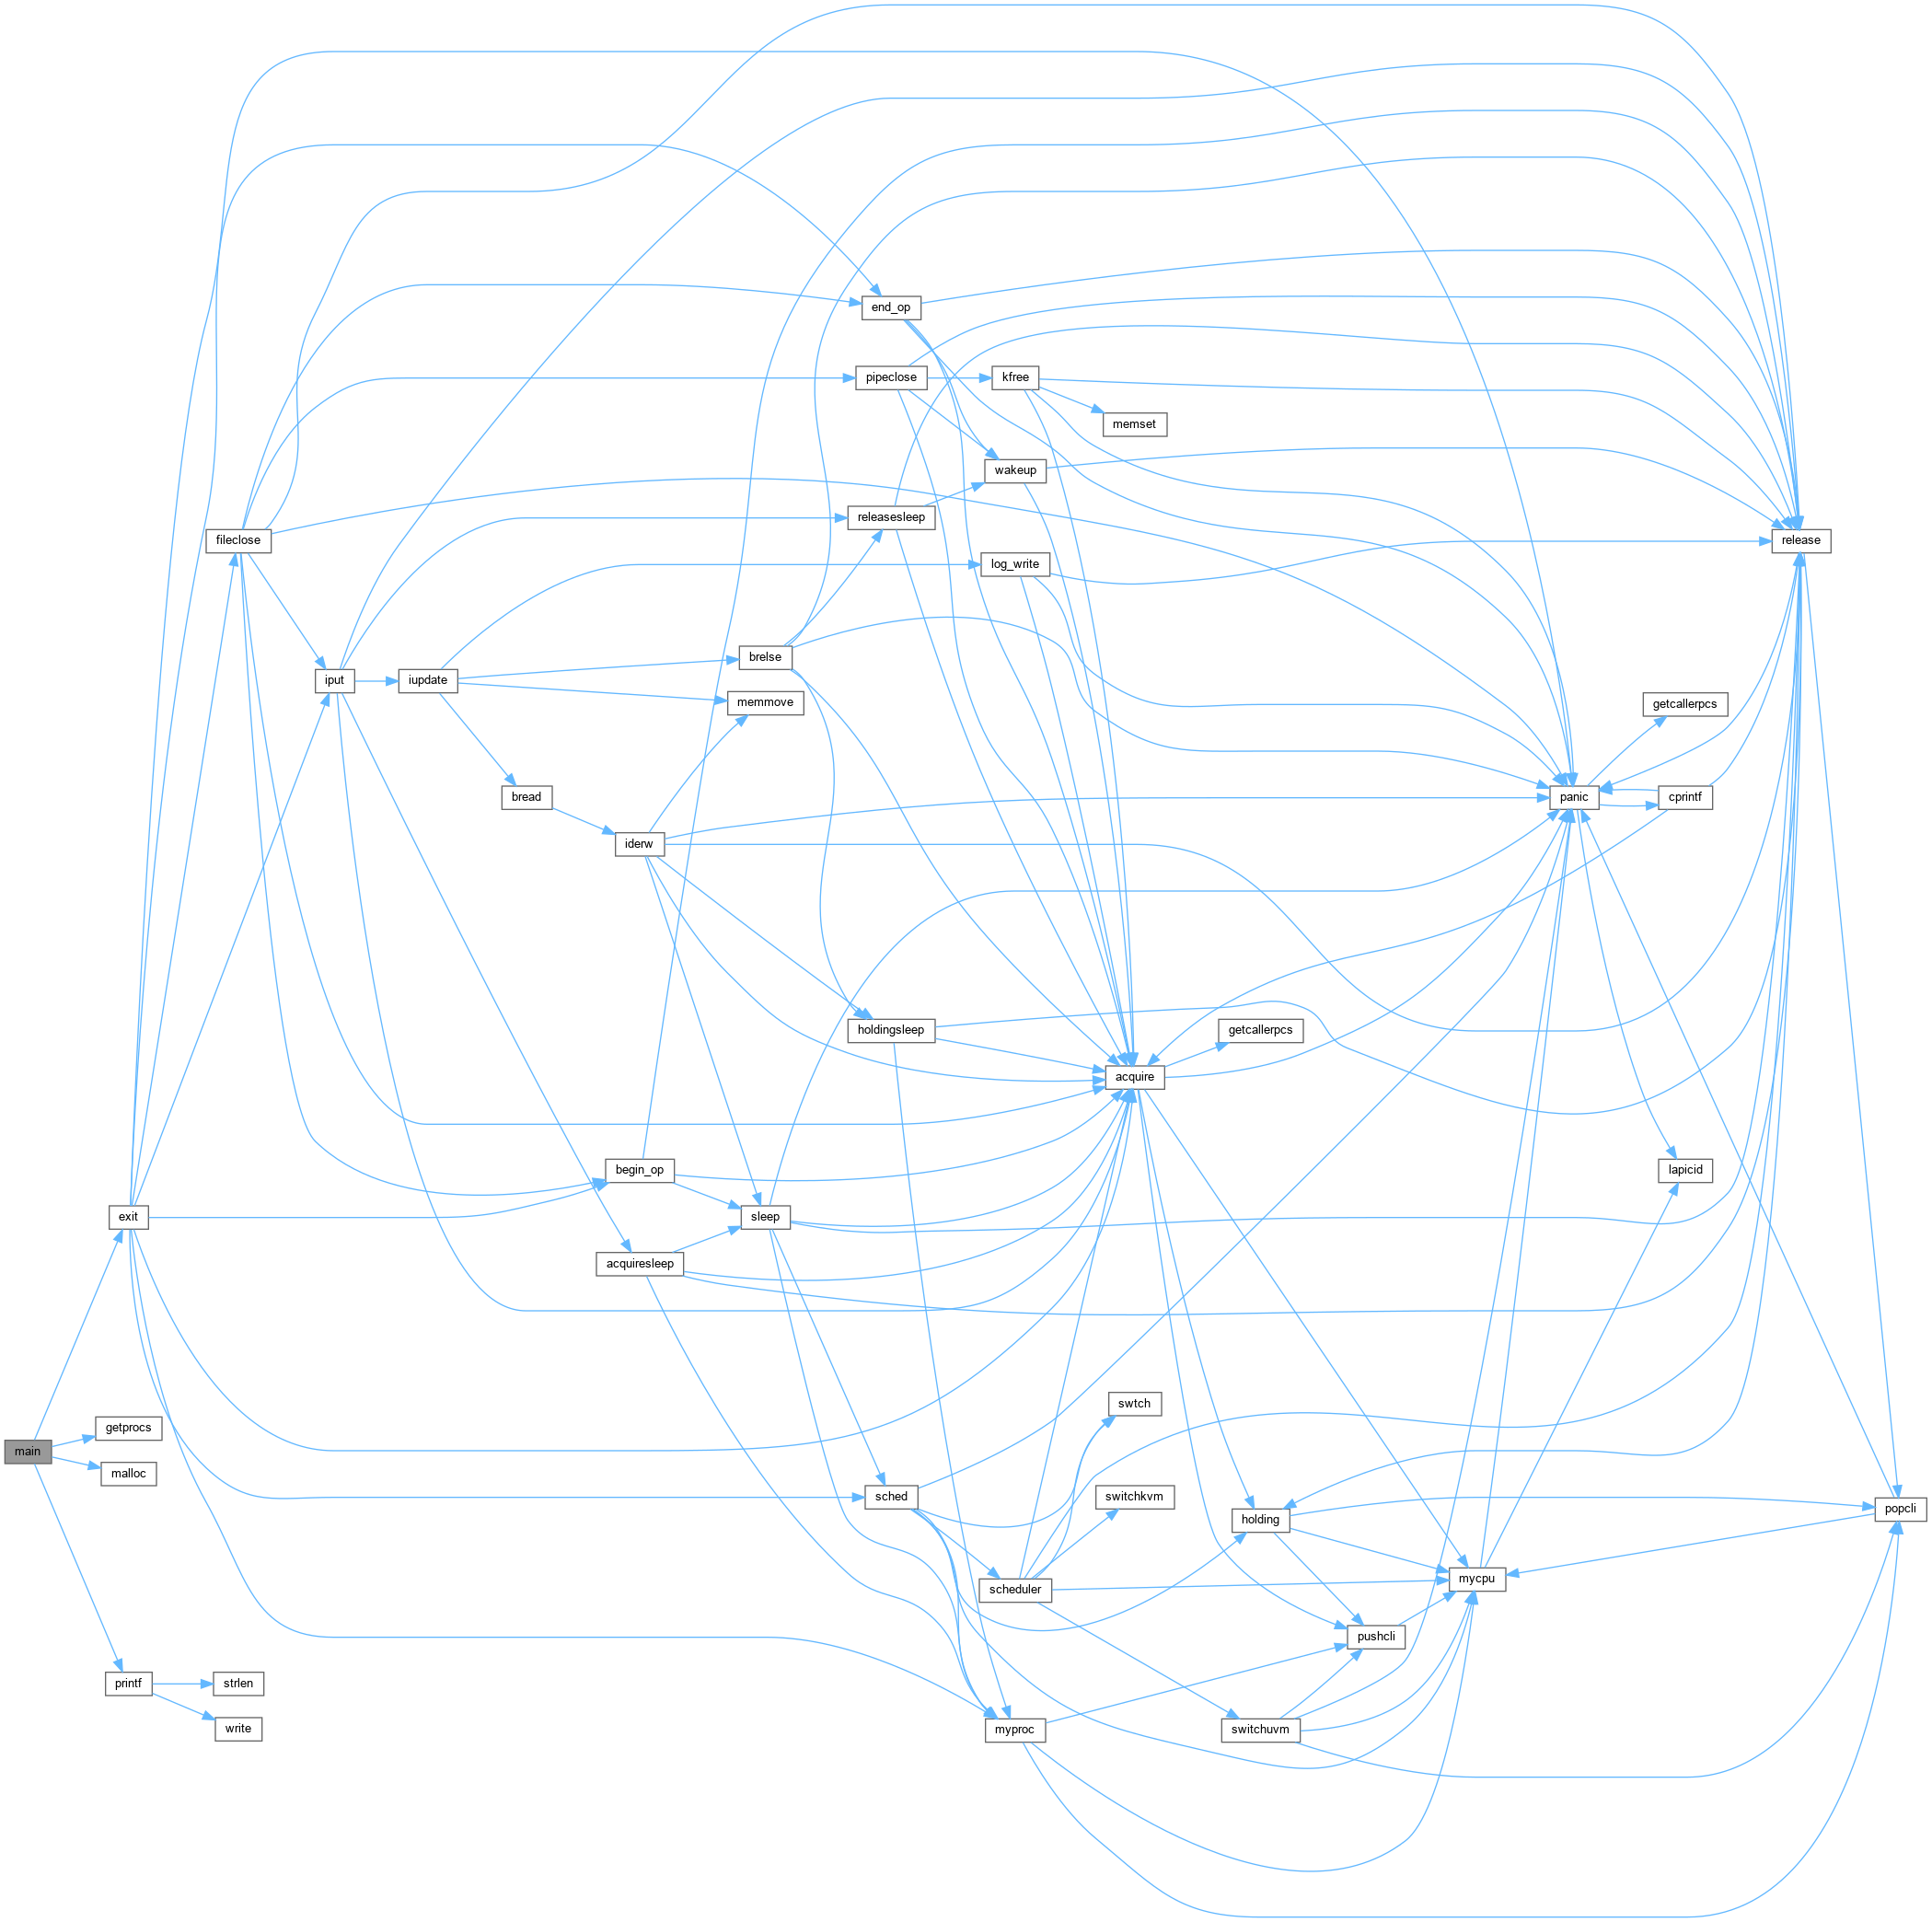 end_op
pipeclose
kfree
memset
wakeup
releasesleep
fileclose
release
log_write
brelse
iput
iupdate
memmove
getcallerpcs
bread
panic
cprintf
iderw
holdingsleep
getcallerpcs
acquire
begin_op
lapicid
exit
sleep
acquiresleep
swtch
getprocs
main
malloc
sched
switchkvm
popcli
holding
mycpu
scheduler
pushcli
printf
strlen
write
myproc
switchuvm